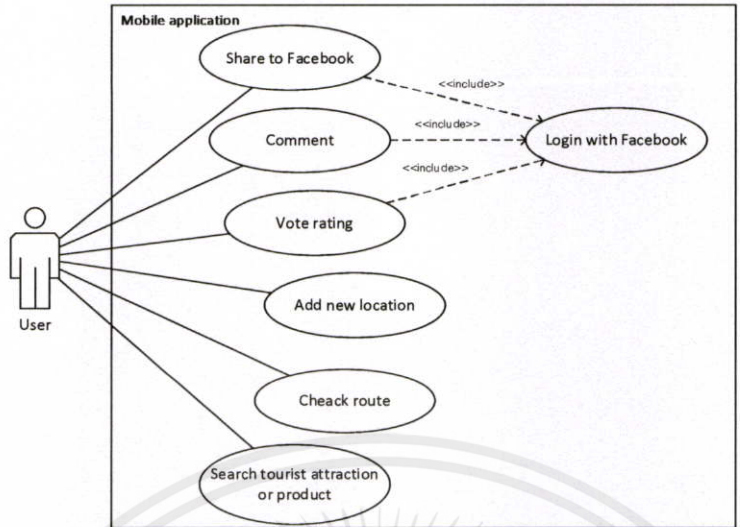 Mobile application
Share to Facebook
<<include>>
Comment
<<include>>
Login with Facebook
<<include>>
Vote rating
Add new location
User
Cheack route
Search tourist attraction
or product